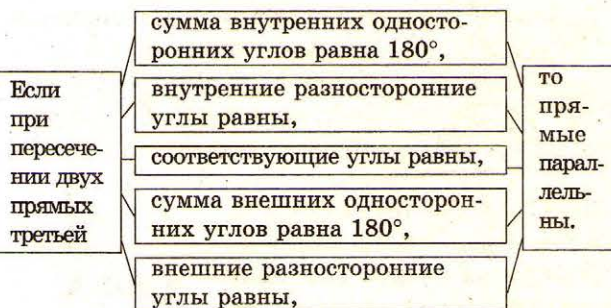 Если
при
пересече-
нии двух
прямых
третьей
сумма внутренних односто-
ронних углов равна 180°,
внутренние разносторонние
углы равны,
соответствующие углы равны,
сумма внешних односторон-
них углов равна 180°,
внешние разносторонние
углы равны,
то
пря-
мые
парал-
лель-
ны.